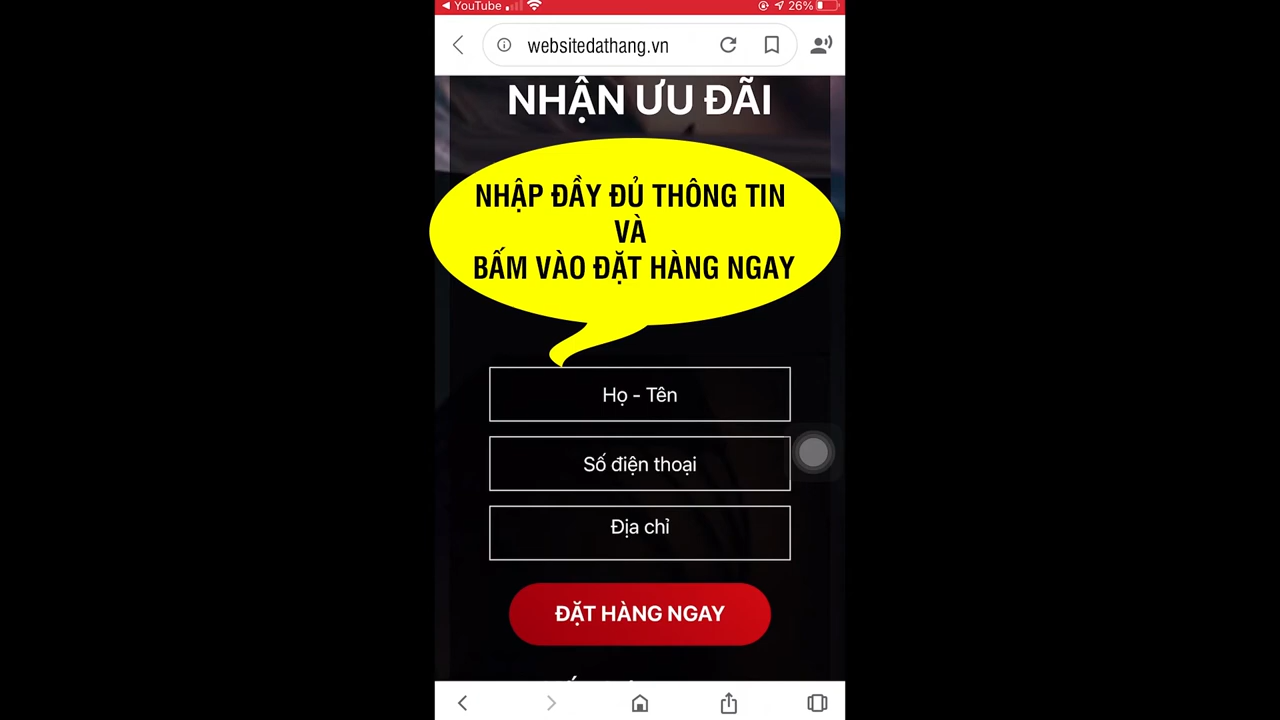 YouTube
26%
websitedathang.vn
NHẬN ƯU ĐÃI
NHẬP ĐẦY ĐỦ THÔNG TIN
VÀ
BẤM VÀO ĐẶT HÀNG NGAY
Họ - Tên
Số điện thoại
Địa chỉ
ĐẶT HÀNG NGAY